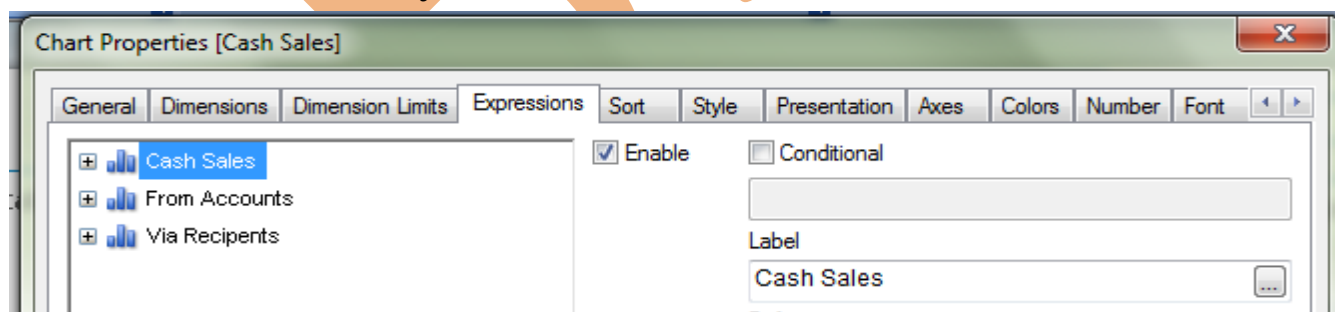 Chart Properties [Cash Sales]
General Dimensions Dimension Limits Expressions Sort Style Presentation Axes Colors Number Font
Cash Sales
Enable Conditional
From Accounts
Via Recipents
Label
Cash Sales
...